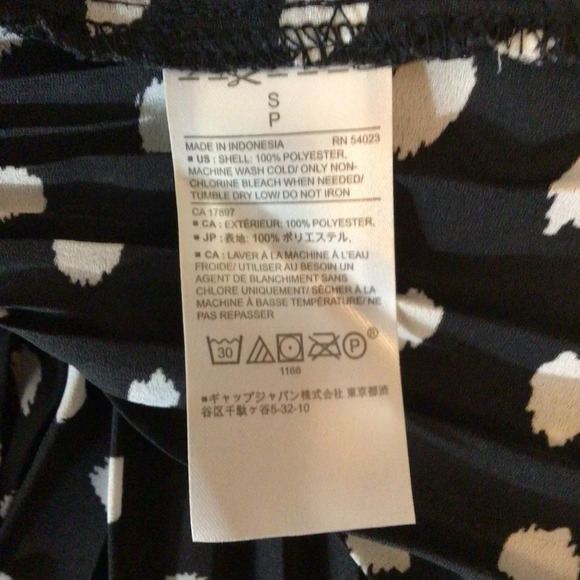 S
P
MADE IN INDONESIA RN 54023
■ US : SHELL: 100% POLYESTER,
MACHINE WASH COLD/ ONLY NON-
CHLORINE BLEACH WHEN NEEDED/
TUMBLE DRY LOW/ DO NOT IRON
CA 17897
■ CA : EXTÉRIEUR: 100% POLYESTER,
■ JP : 表地: 100% ポリエステル,
■ CA : LAVER À LA MACHINE À L'EAU
FROIDE/ UTILISER AU BESOIN UN
AGENT DE BLANCHIMENT SANS
CHLORE UNIQUEMENT/ SÉCHER À LA
MACHINE À BASSE TEMPÉRATURE/ NE
PAS REPASSER
30 P ®
1166
■ギャップジャパン株式会社 東京都渋
谷区千駄ヶ谷5-32-10